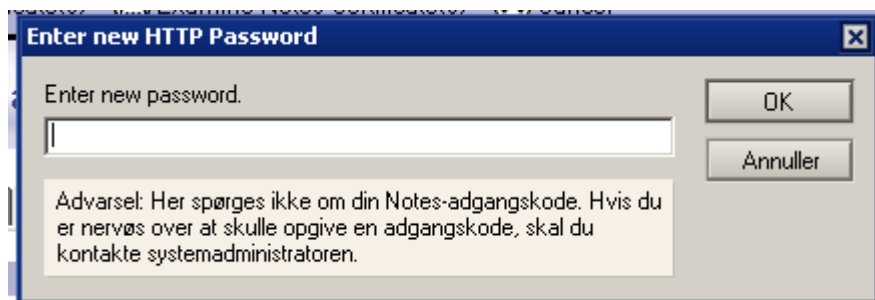 Enter new HTTP Password
Enter new password.
OK
Annuller
Advarsel: Her spørges ikke om din Notes-adgangskode. Hvis du
er nervøs over at skulle opgive en adgangskode, skal du
kontakte systemadministratoren.